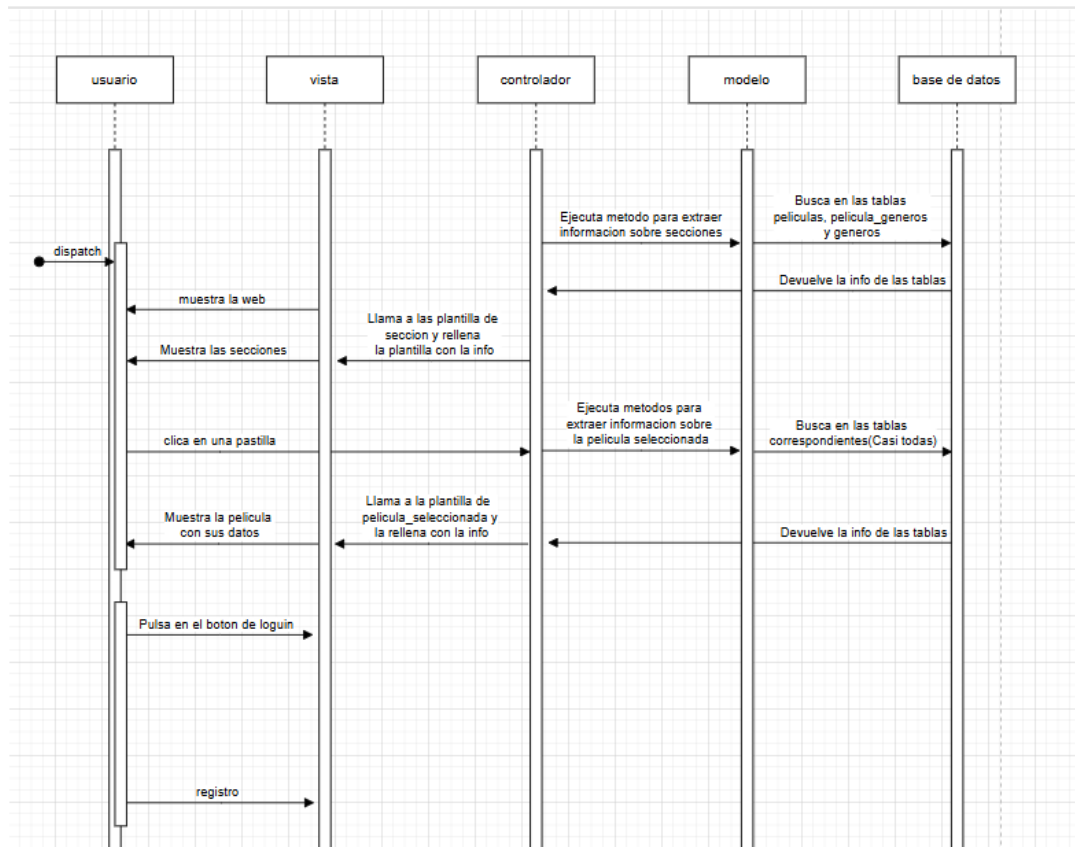 usuario
vista
controlador
modelo
base de datos
Busca en las tablas
peliculas, pelicula_generos
y generos
Ejecuta metodo para extraer
informacion sobre secciones
dispatch
Devuelve la info de las tablas
muestra la web
Llama a las plantilla de
seccion y rellena
la plantilla con la info
Muestra las secciones
Ejecuta metodos para
extraer informacion sobre
la pelicula seleccionada
clica en una pastilla
Busca en las tablas
correspondientes(Casi todas)
Llama a la plantilla de
pelicula_seleccionada y
la rellena con la info
Muestra la pelicula
con sus datos
Devuelve la info de las tablas
Pulsa en el boton de loguin
registro